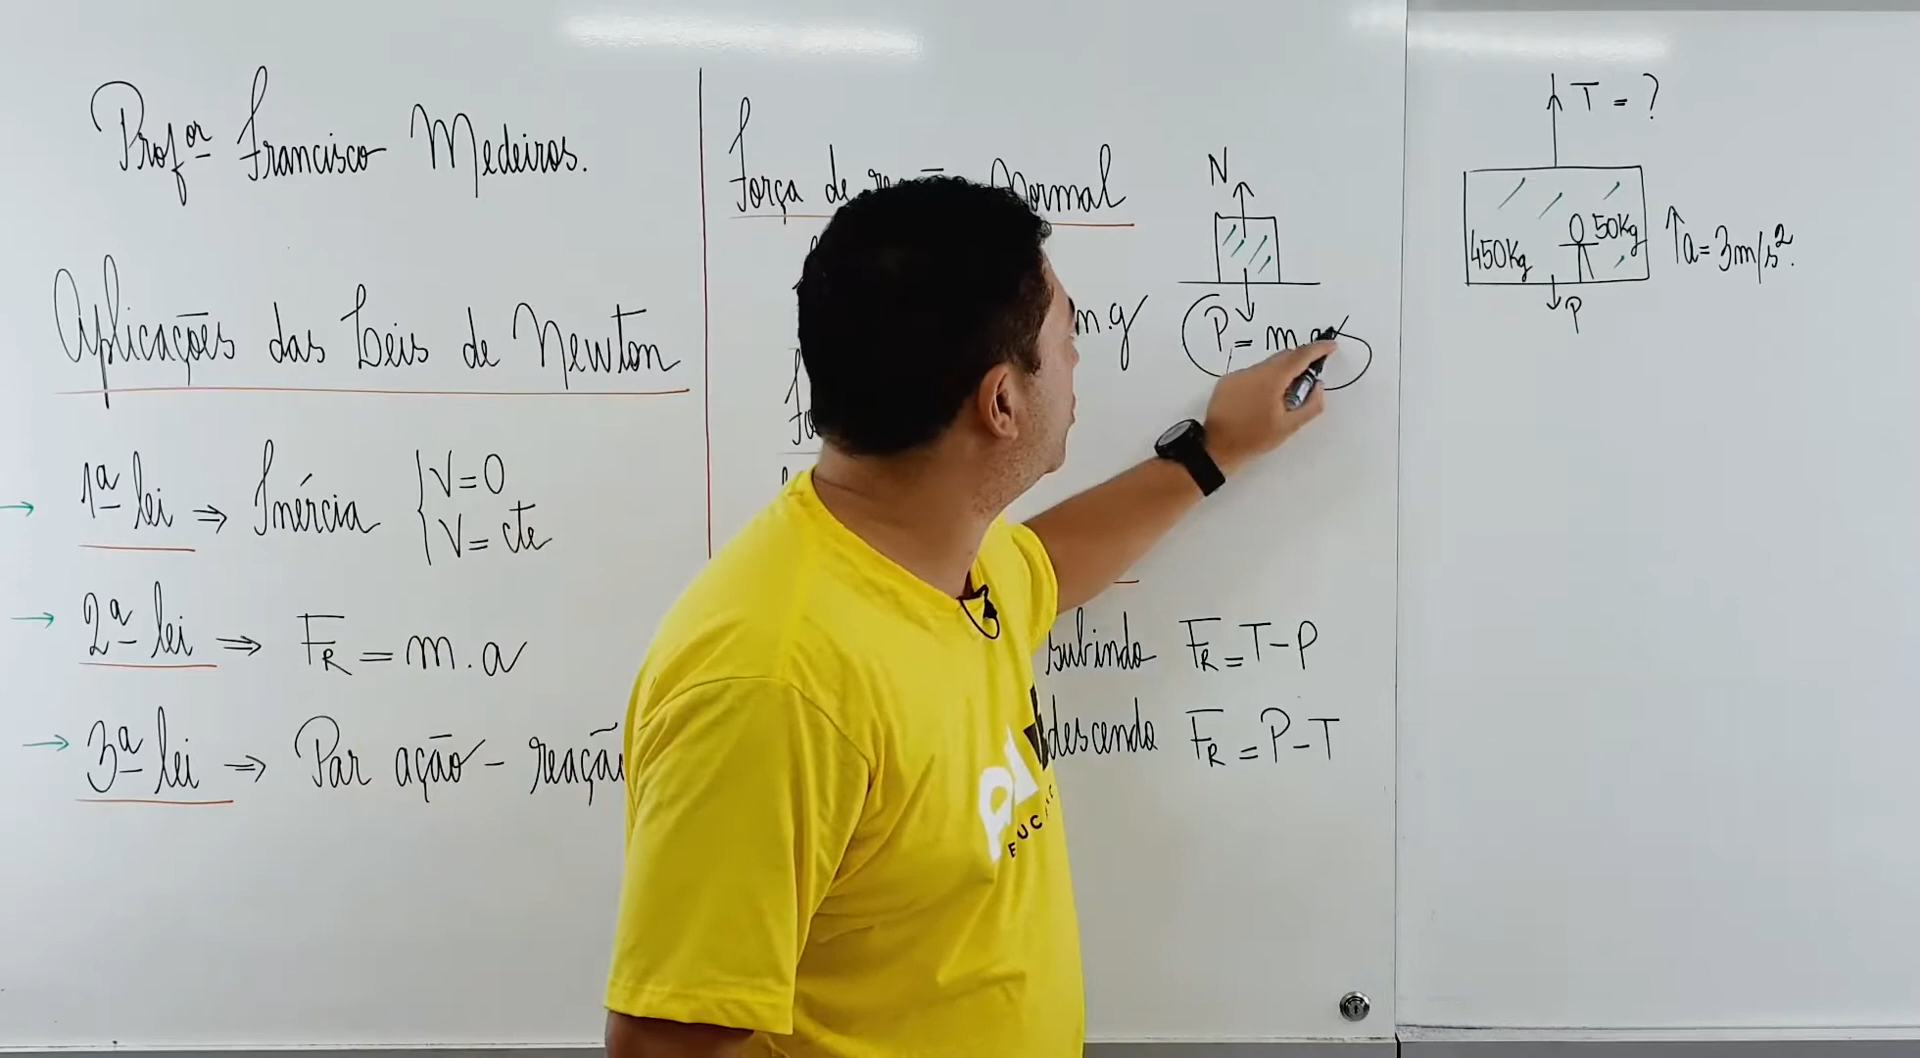 Profor Francisco Medeiros.
Aplicações das Leis de Newton
1ª lei ⇒ Inércia { V=0
V=cte
2ª lei ⇒ FR = m.a
3ª lei ⇒ Par ação - reação
Força de Normal
m.g
N
P = m.
subindo FR = T-P
descendo FR = P-T
T = ?
450Kg
50Kg
a = 3m/s².
P